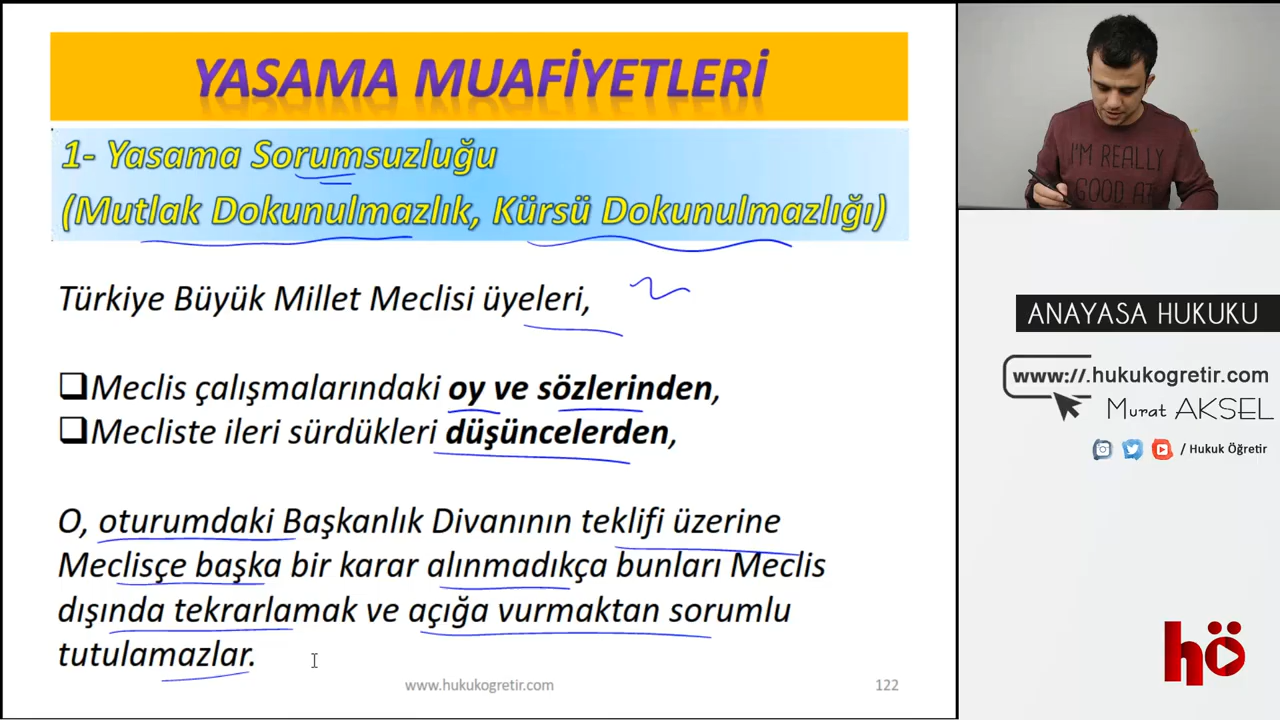 YASAMA MUAFİYETLERİ
1- Yasama Sorumsuzluğu
(Mutlak Dokunulmazlık, Kürsü Dokunulmazlığı)
Türkiye Büyük Millet Meclisi üyeleri,
Meclis çalışmalarındaki oy ve sözlerinden,
Mecliste ileri sürdükleri düşüncelerden,
O, oturumdaki Başkanlık Divanının teklifi üzerine
Meclisçe başka bir karar alınmadıkça bunları Meclis
dışında tekrarlamak ve açığa vurmaktan sorumlu
tutulamazlar.
www.hukukogretir.com
122
I'M REALLY
GOOD AT
ANAYASA HUKUKU
www://.hukukogretir.com
Murat AKSEL
/ Hukuk Öğretir
hö